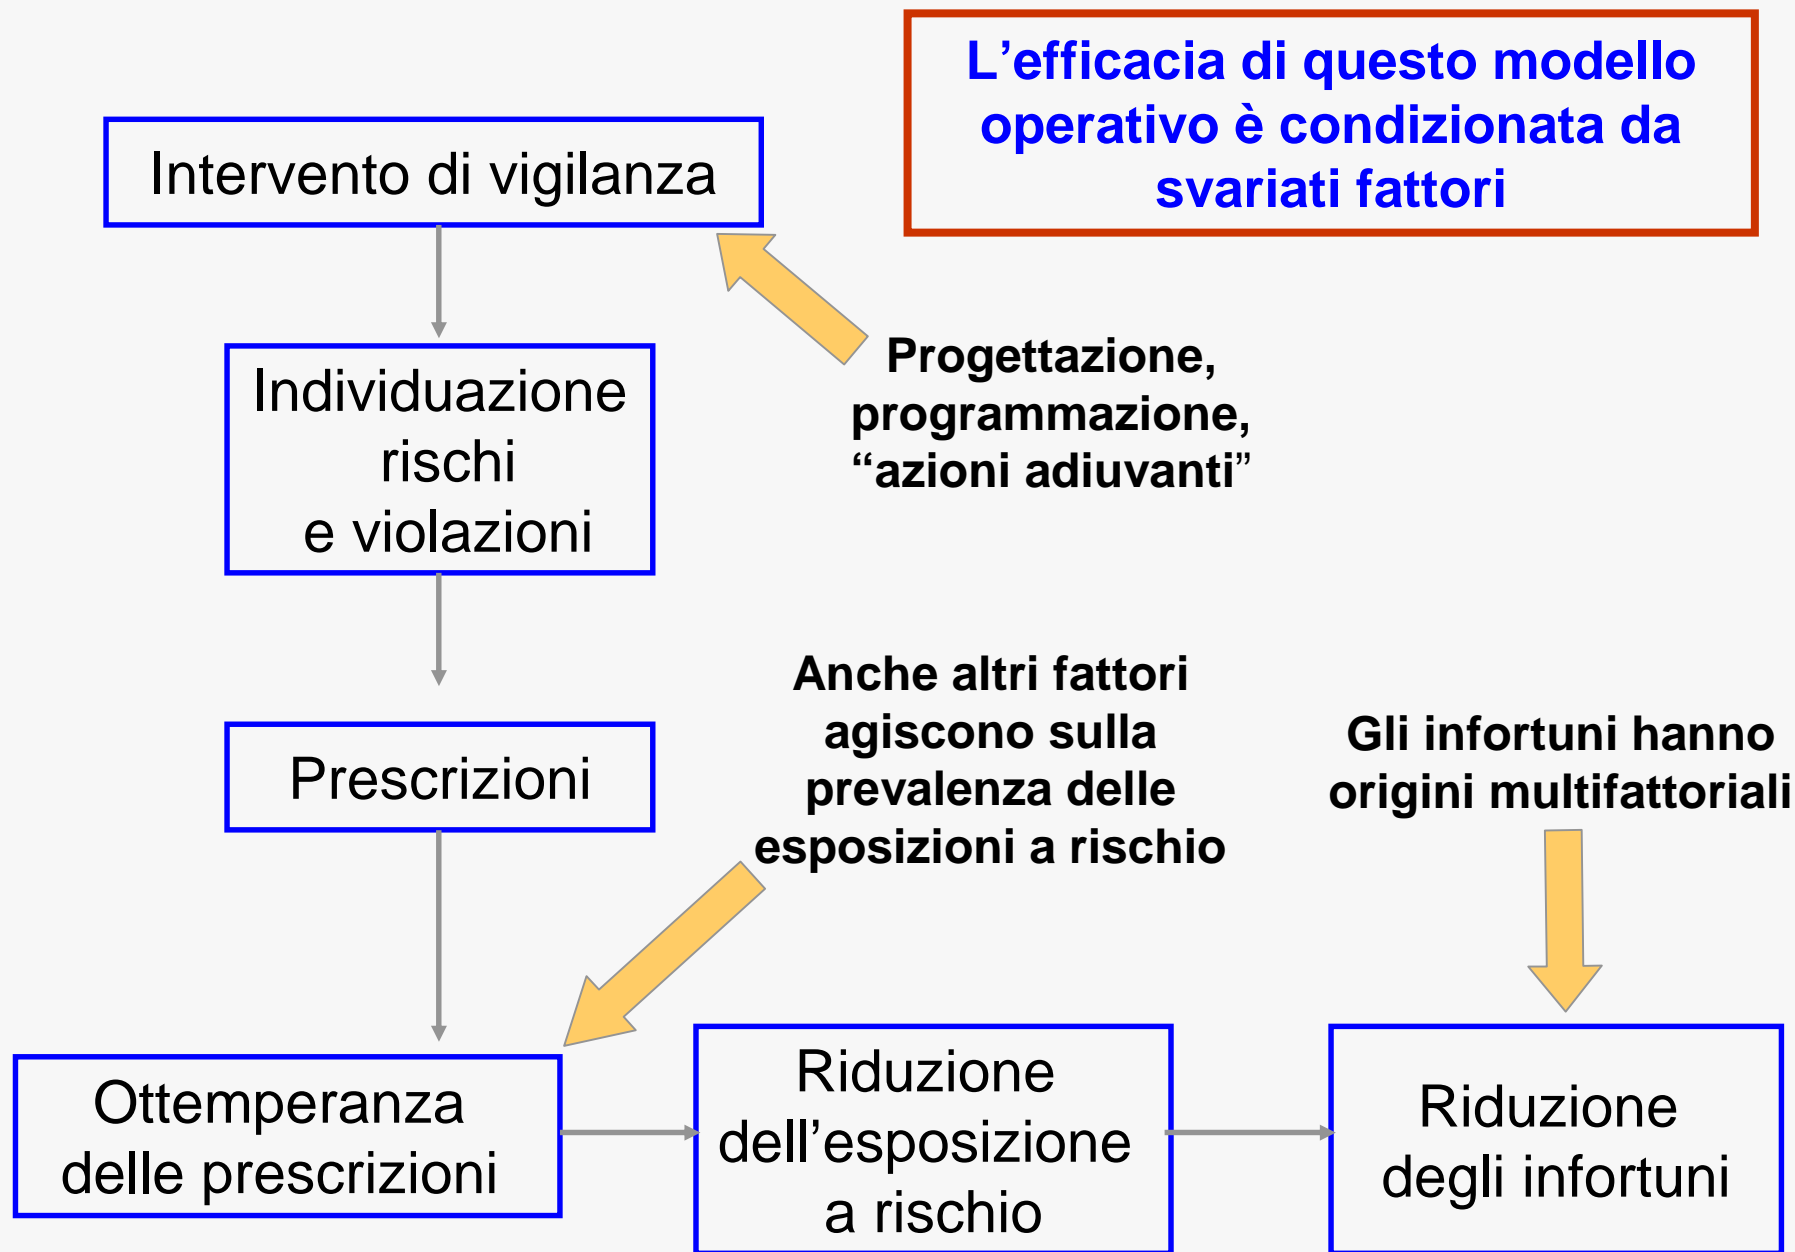 L’efficacia di questo modello
operativo è condizionata da
svariati fattori
Intervento di vigilanza
Individuazione
rischi
e violazioni
Progettazione,
programmazione,
“azioni adiuvanti”
Prescrizioni
Anche altri fattori
agiscono sulla
prevalenza delle
esposizioni a rischio
Gli infortuni hanno
origini multifattoriali
Ottemperanza
delle prescrizioni
Riduzione
dell’esposizione
a rischio
Riduzione
degli infortuni